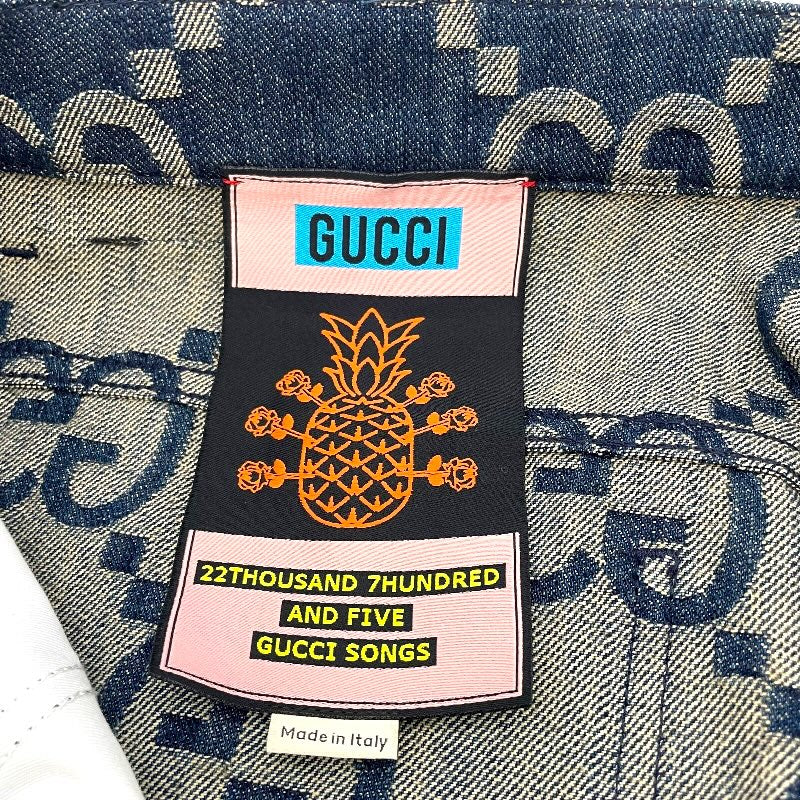 GUCCI
22THOUSAND 7HUNDRED
AND FIVE
GUCCI SONGS
Made in Italy